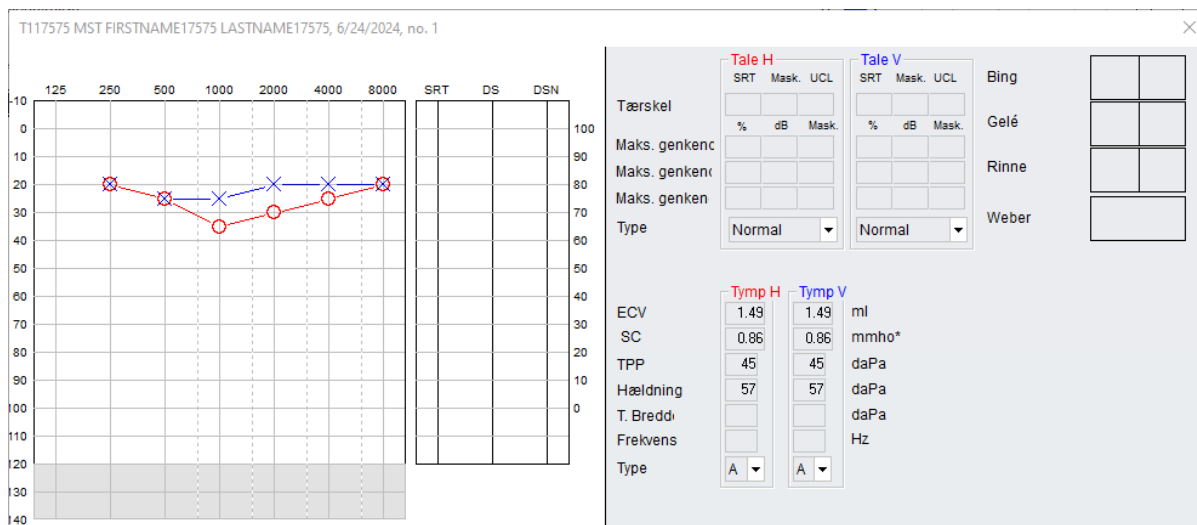 T117575 MST FIRSTNAME17575 LASTNAME17575, 6/24/2024, no. 1
125 250 500 1000 2000 4000 8000
-10
0
10
20
30
40
50
60
70
80
90
100
110
120
130
140
SRT DS DSN
100
90
80
70
60
50
40
30
20
10
0
Tale H Tale V
SRT Mask. UCL SRT Mask. UCL
Tærskel
% dB Mask. % dB Mask.
Maks. genkend
Maks. genkend
Maks. genken
Type Normal Normal
Bing
Gelé
Rinne
Weber
Tymp H Tymp V
ECV 1.49 1.49 ml
SC 0.86 0.86 mmho*
TPP 45 45 daPa
Hældning 57 57 daPa
T. Bredde daPa
Frekvens Hz
Type A A